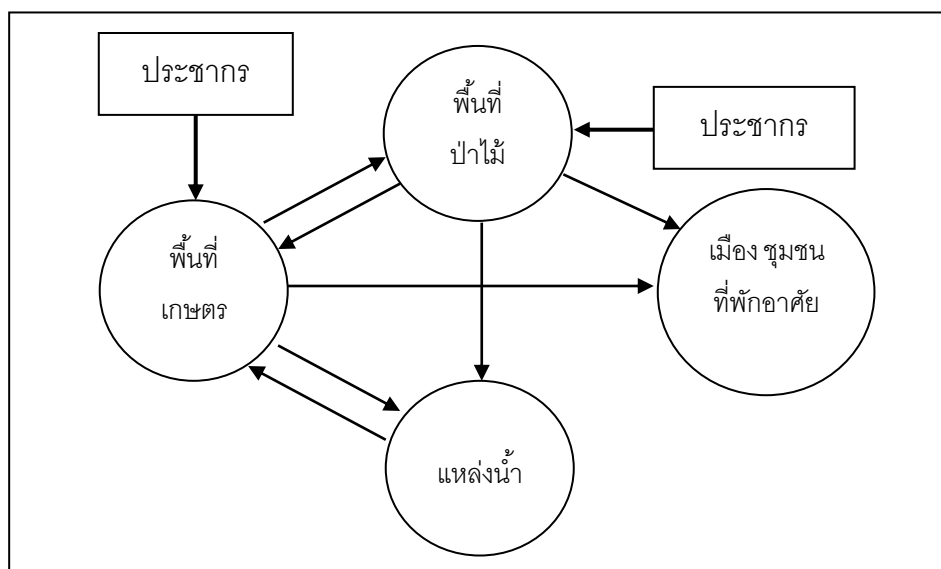 ประชากร
พื้นที่
ป่าไม้
ประชากร
พื้นที่
เกษตร
เมือง ชุมชน
ที่พักอาศัย
แหล่งน้ำ